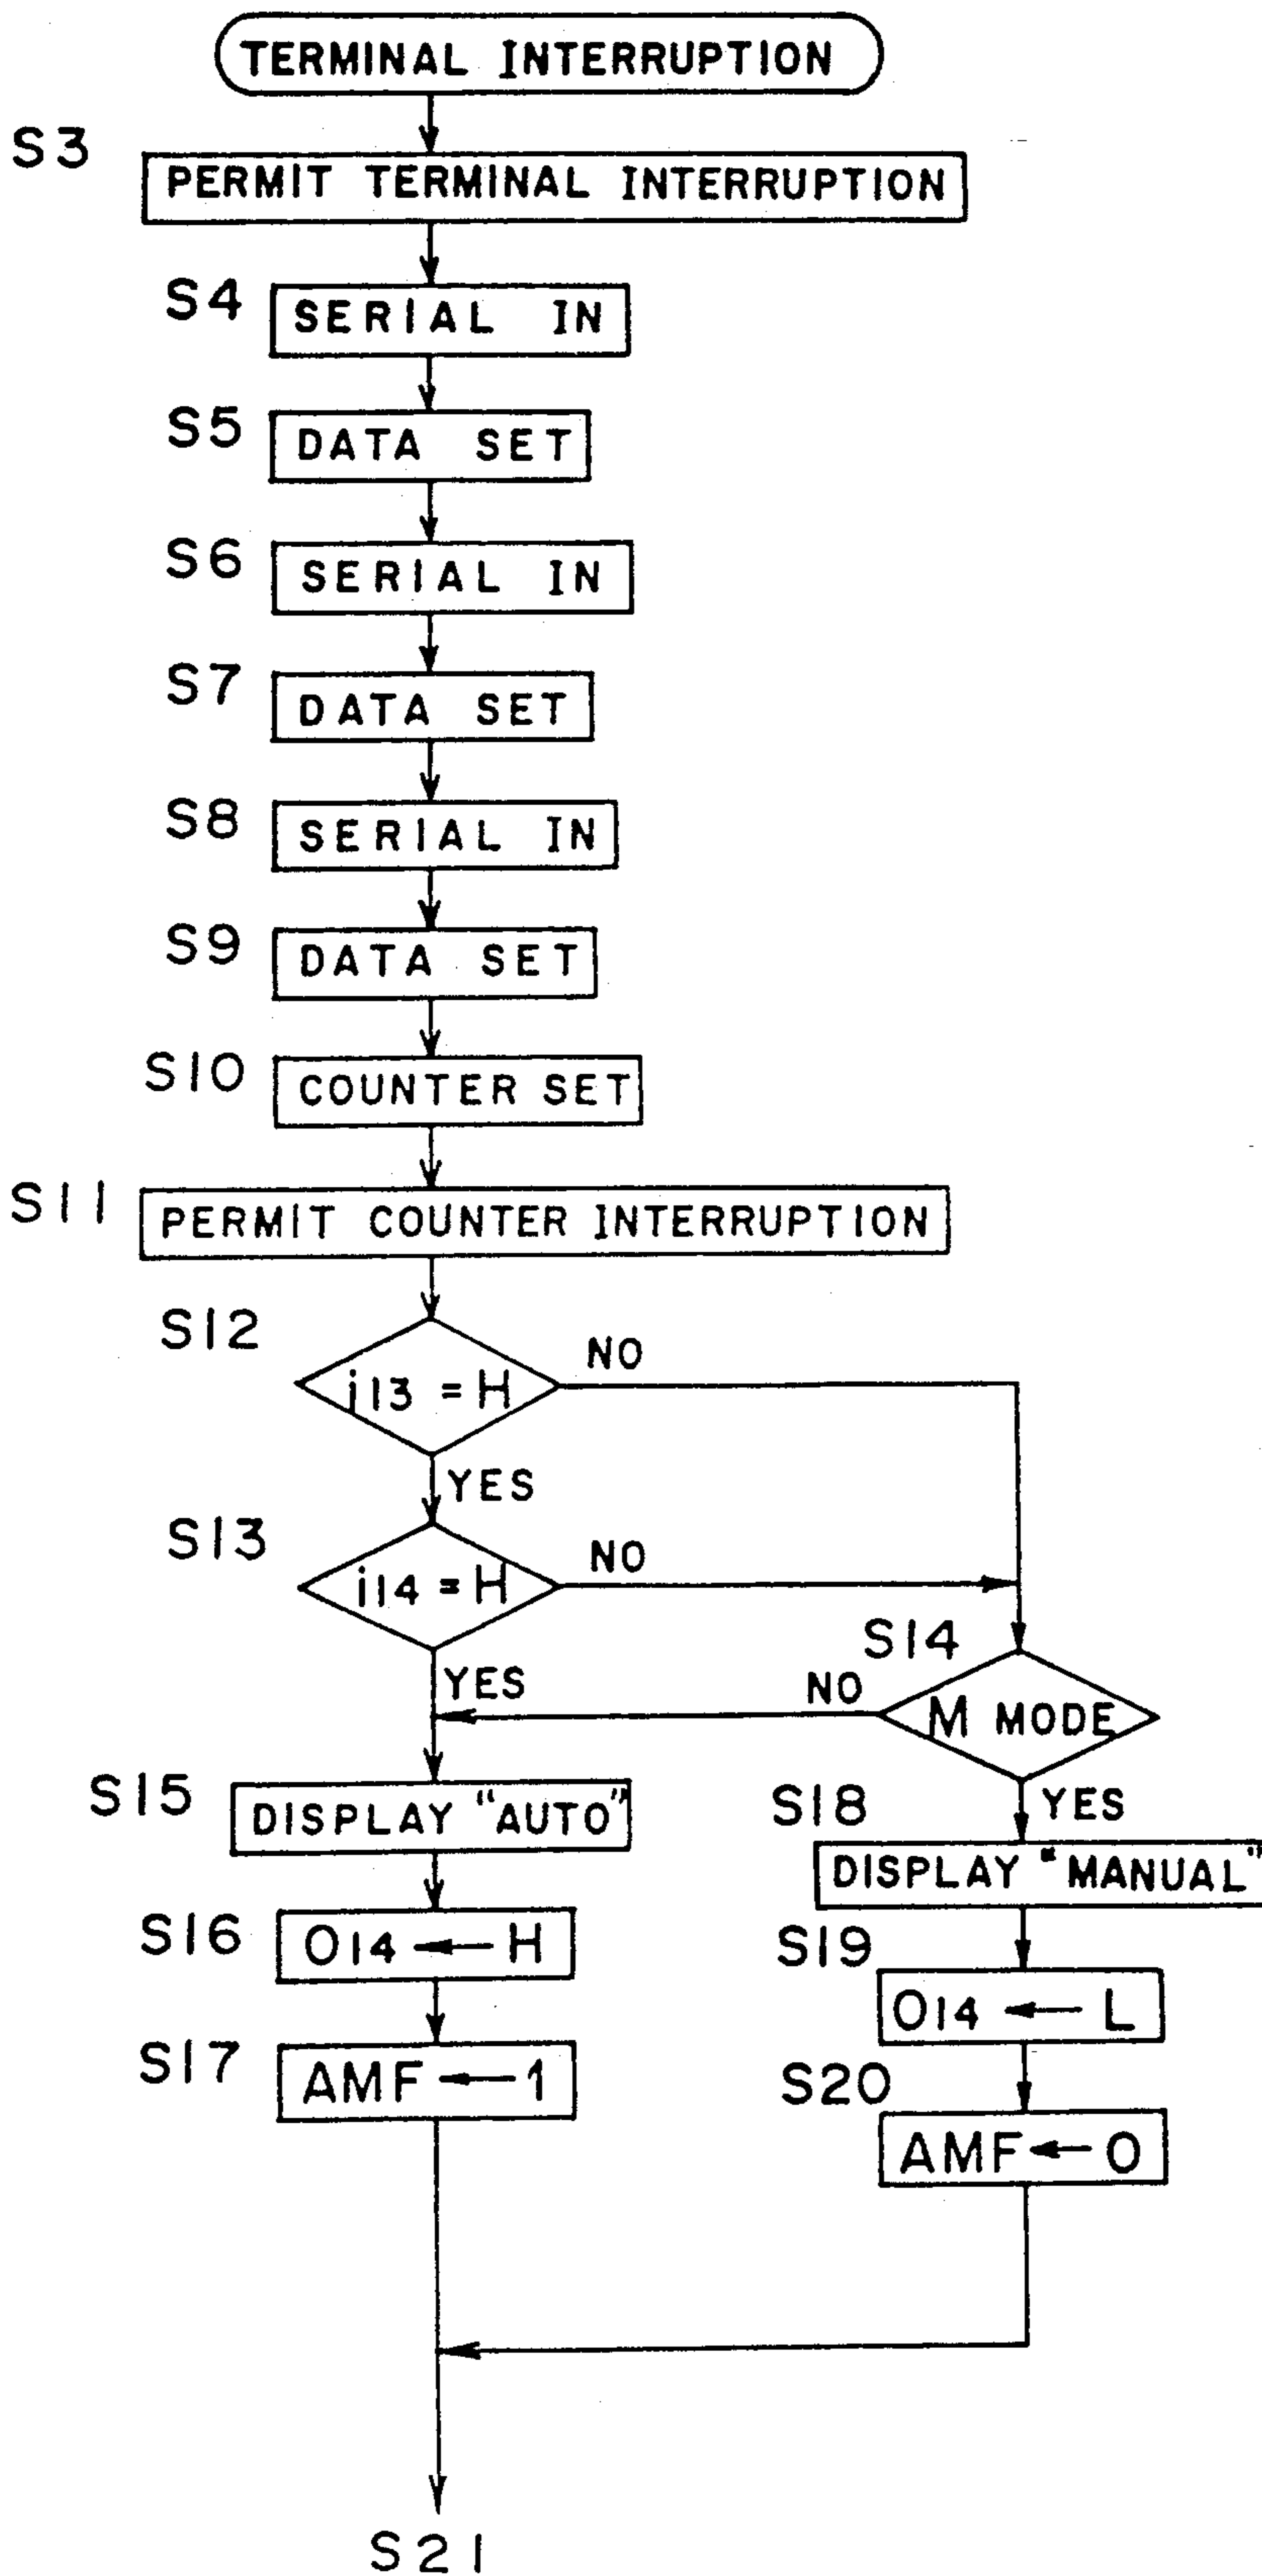 TERMINAL INTERRUPTION
S3
PERMIT TERMINAL INTERRUPTION
S4
SERIAL IN
S5
DATA SET
S6
SERIAL IN
S7
DATA SET
S8
SERIAL IN
S9
DATA SET
S10
COUNTER SET
S11
PERMIT COUNTER INTERRUPTION
S12
i13 = H
NO
YES
S13
i14 = H
NO
YES
S14
M MODE
NO
YES
S15
DISPLAY "AUTO"
S18
DISPLAY "MANUAL"
S16
O14 ← H
S19
O14 ← L
S17
AMF ← 1
S20
AMF ← 0
S21